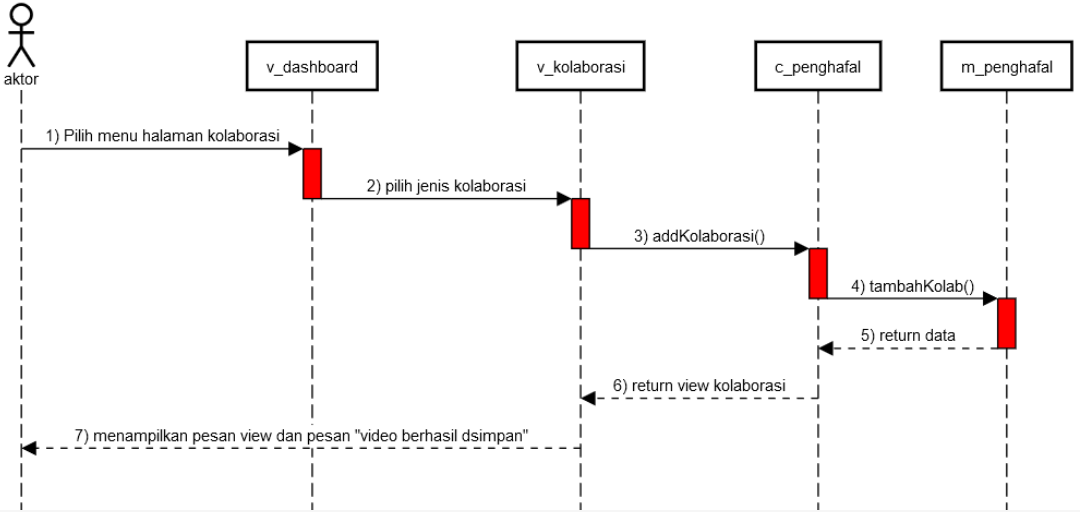 aktor
v_dashboard
v_kolaborasi
c_penghafal
m_penghafal
1) Pilih menu halaman kolaborasi
2) pilih jenis kolaborasi
3) addKolaborasi()
4) tambahKolab()
5) return data
6) return view kolaborasi
7) menampilkan pesan view dan pesan "video berhasil dsimpan"